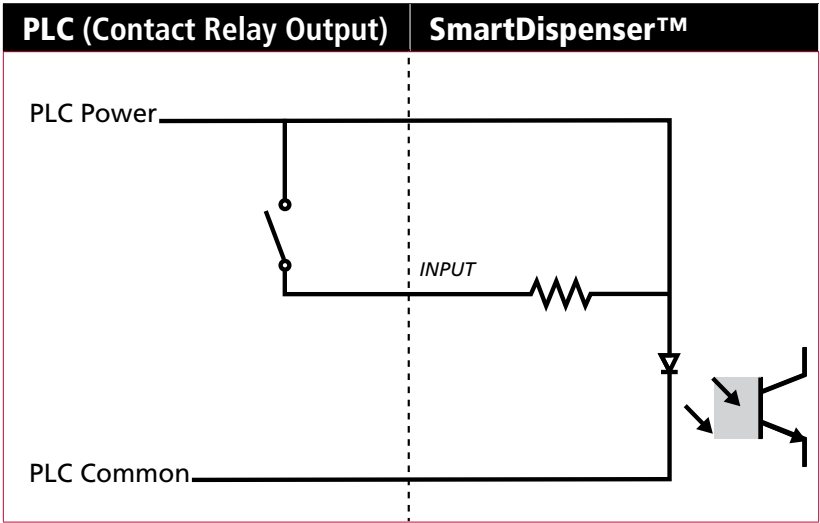 PLC (Contact Relay Output) SmartDispenser™
PLC Power
INPUT
PLC Common